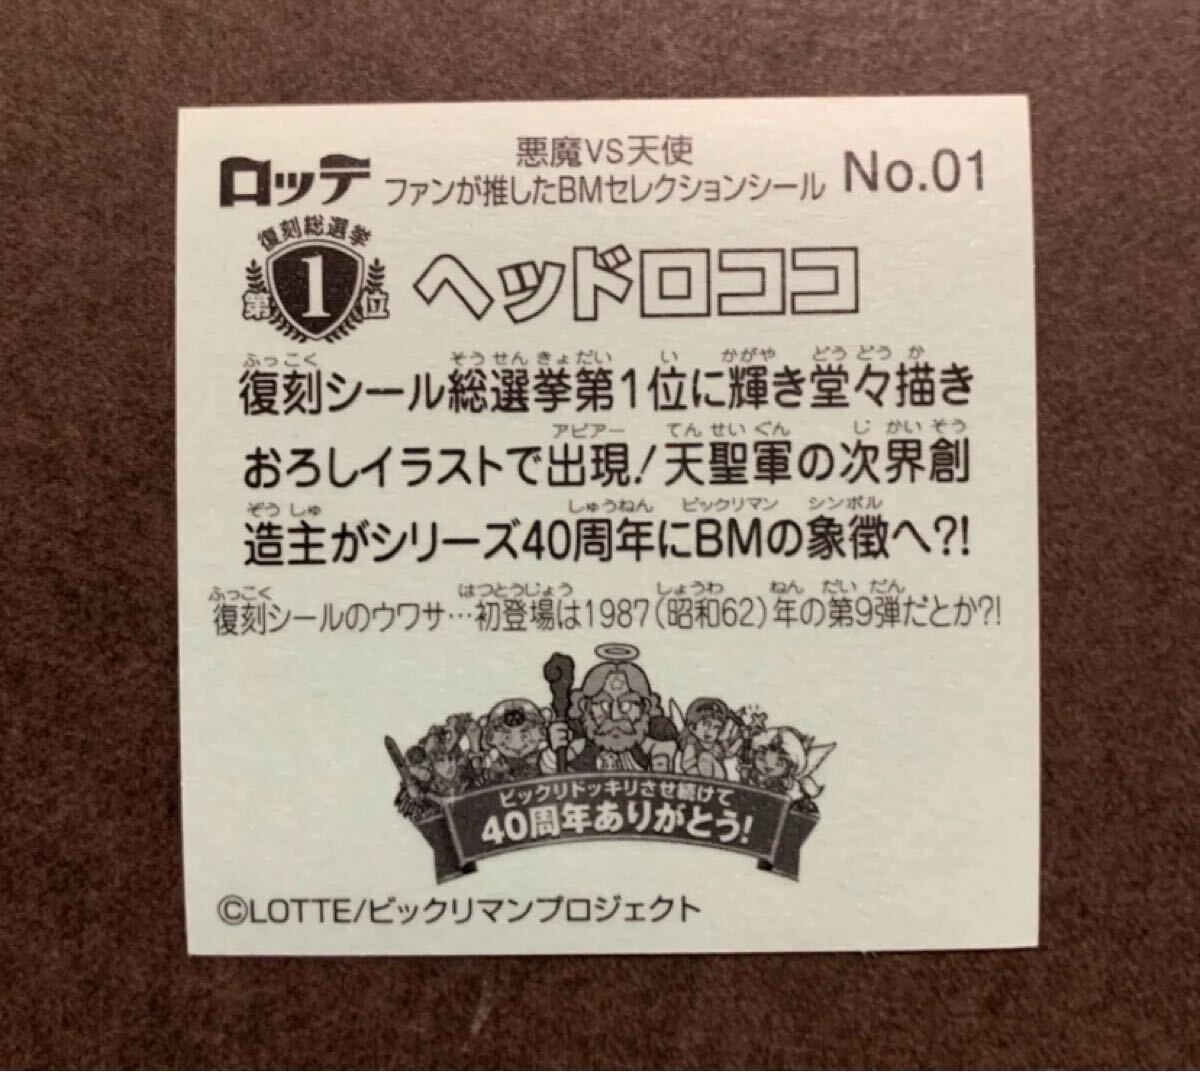 ロッテ
悪魔VS天使
ファンが推したBMセレクションシール
No.01
復刻総選挙
第1位
ヘッドロココ
ふっこく そうせんきょだい い かがや どうどうか
復刻シール総選挙第1位に輝き堂々描き
アピアー てんせいぐん じかいそう
おろしイラストで出現!天聖軍の次界創
ぞうしゅ しゅうねん ビックリマン シンボル
造主がシリーズ40周年にBMの象徴へ?!
ふっこく はつとうじょう しょうわ ねん だい だん
復刻シールのウワサ…初登場は1987(昭和62)年の第9弾だとか?!
ビックリドッキリさせ続けて
40周年ありがとう!
©LOTTE/ビックリマンプロジェクト